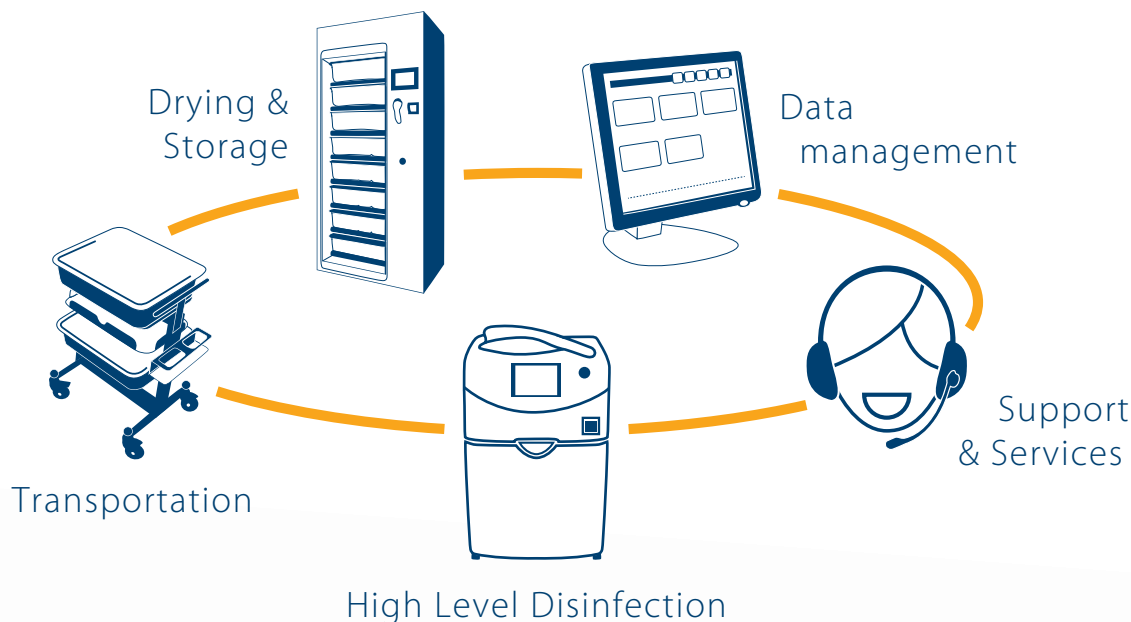 Drying &
Storage
Data
management
Support
& Services
Transportation
High Level Disinfection